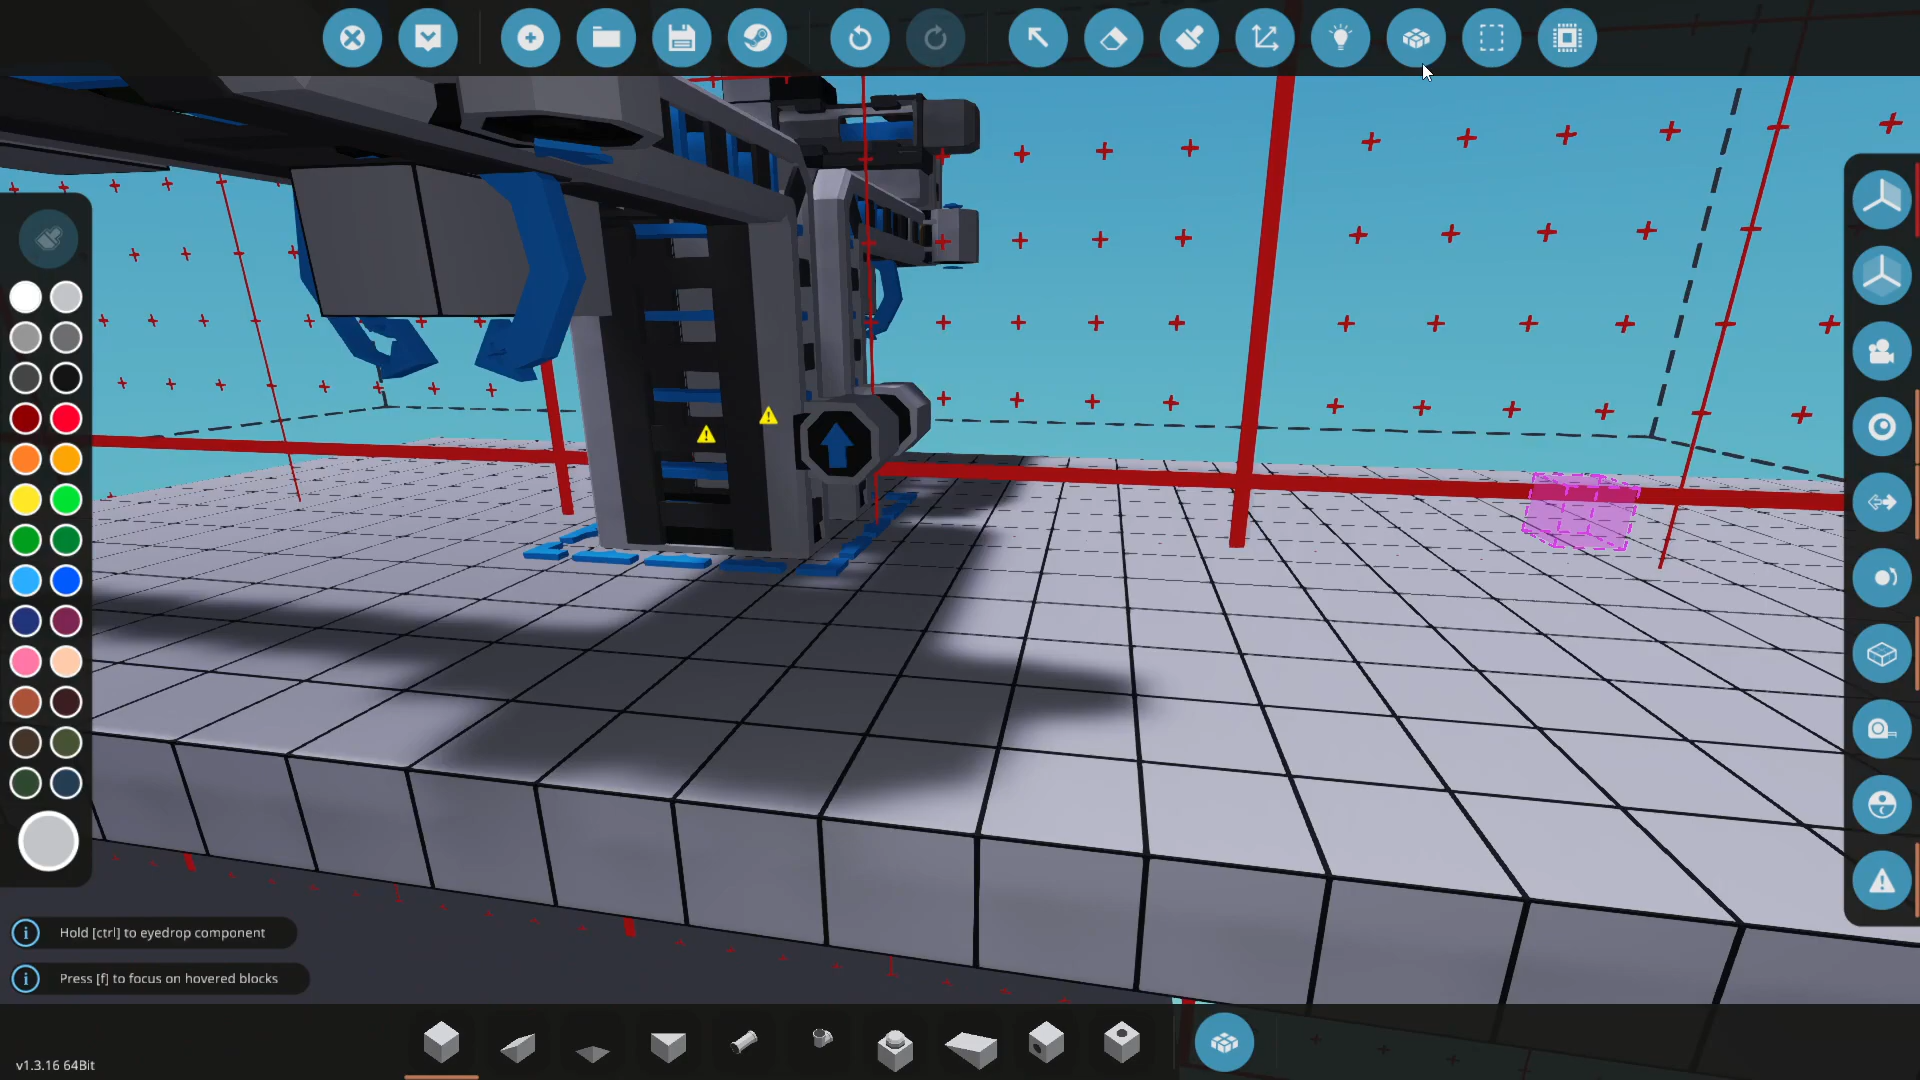 Hold [ctrl] to eyedrop component
Press [f] to focus on hovered blocks
v1.3.16 64Bit